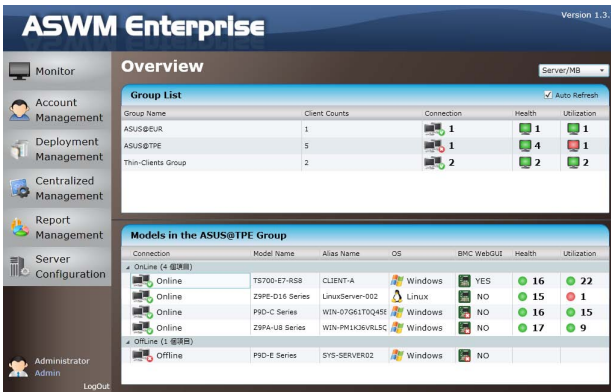 ASWM Enterprise
Version 1.3.
Monitor
Account Management
Deployment Management
Centralized Management
Report Management
Server Configuration
Administrator
Admin
LogOut
Overview
Server/MB
Group List
Auto Refresh
Group Name Client Counts Connection Health Utilization
ASUS@EUR 1 1 1 1
ASUS@TPE 5 1 4 1
Thin-Clients Group 2 2 2 2
Models in the ASUS@TPE Group
Connection Model Name Alias Name OS BMC WebGUI Health Utilization
OnLine (4 個項目)
Online TS700-E7-RS8 CLIENT-A Windows YES 16 22
Online Z9PE-D16 Series LinuxServer-002 Linux NO 15 1
Online P9D-C Series WIN-07G61T0Q45E Windows NO 16 15
Online Z9PA-U8 Series WIN-PM1KJ6VRL5C Windows NO 17 9
OffLine (1 個項目)
Offline P9D-E Series SYS-SERVER02 Windows NO